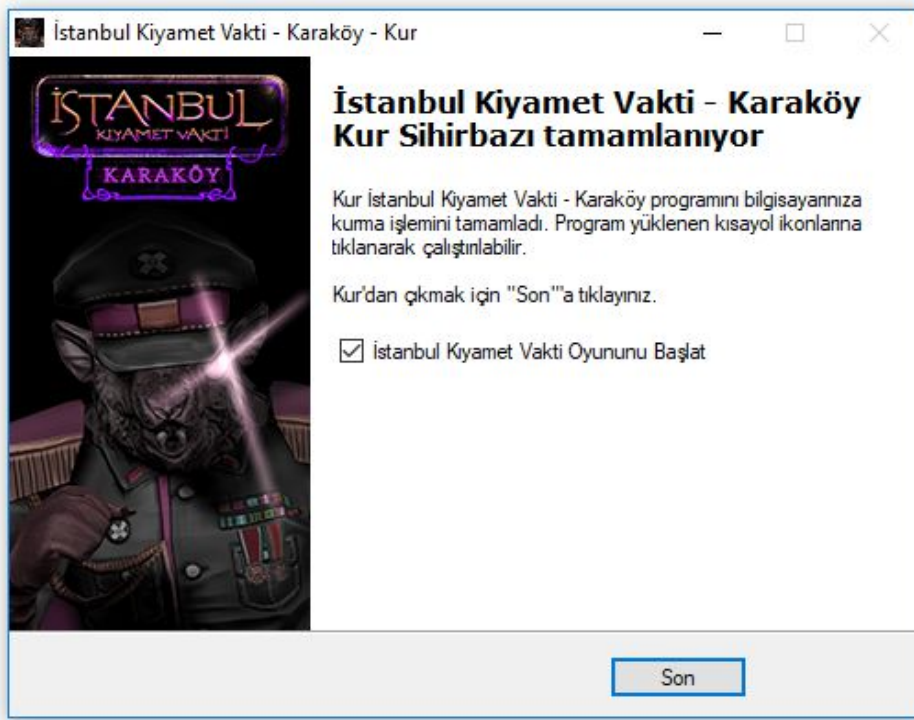 İstanbul Kiyamet Vakti - Karaköy - Kur
İSTANBUL
KIYAMET VAKTİ
KARAKÖY
İstanbul Kiyamet Vakti - Karaköy
Kur Sihirbazı tamamlanıyor
Kur İstanbul Kiyamet Vakti - Karaköy programını bilgisayarınıza
kurma işlemini tamamladı. Program yüklenen kısayol ikonlarına
tıklanarak çalıştırılabilir.
Kur'dan çıkmak için "Son"'a tıklayınız.
İstanbul Kıyamet Vakti Oyununu Başlat
Son